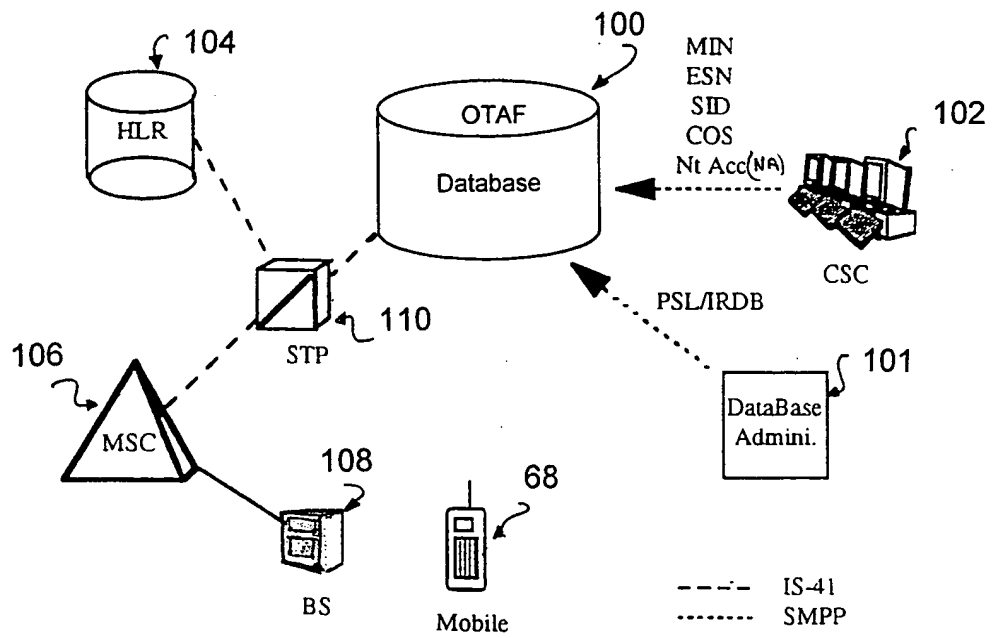 104
HLR
100
OTAF
Database
MIN
ESN
SID
COS
Nt Acc(NA)
102
CSC
PSL/IRDB
110
STP
101
DataBase
Admini.
106
MSC
108
BS
68
Mobile
IS-41
SMPP